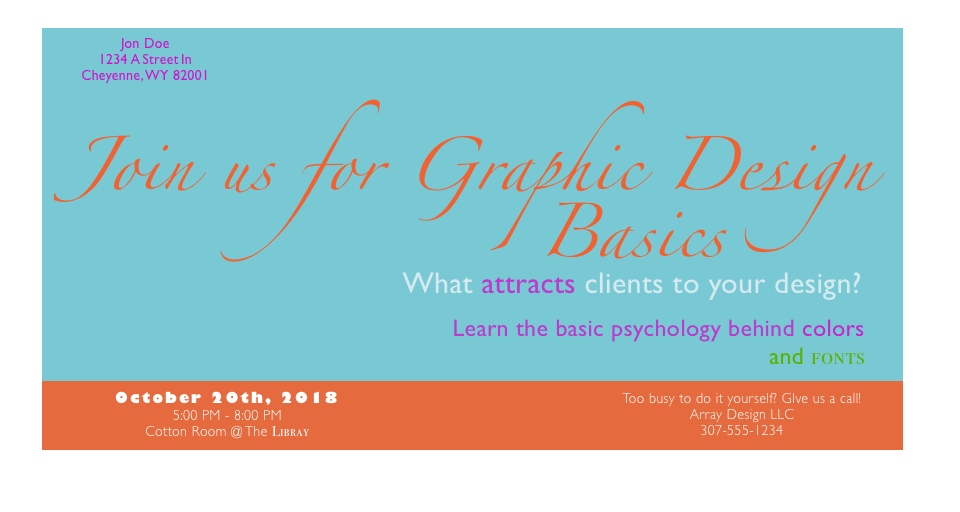 Jon Doe
1234 A Street ln
Cheyenne, WY 82001
Join us for Graphic Design
Basics
What attracts clients to your design?
Learn the basic psychology behind colors
and FONTS
October 20th, 2018
5:00 PM - 8:00 PM
Cotton Room @ The LIBRAY
Too busy to do it yourself? GIve us a call!
Array Design LLC
307-555-1234